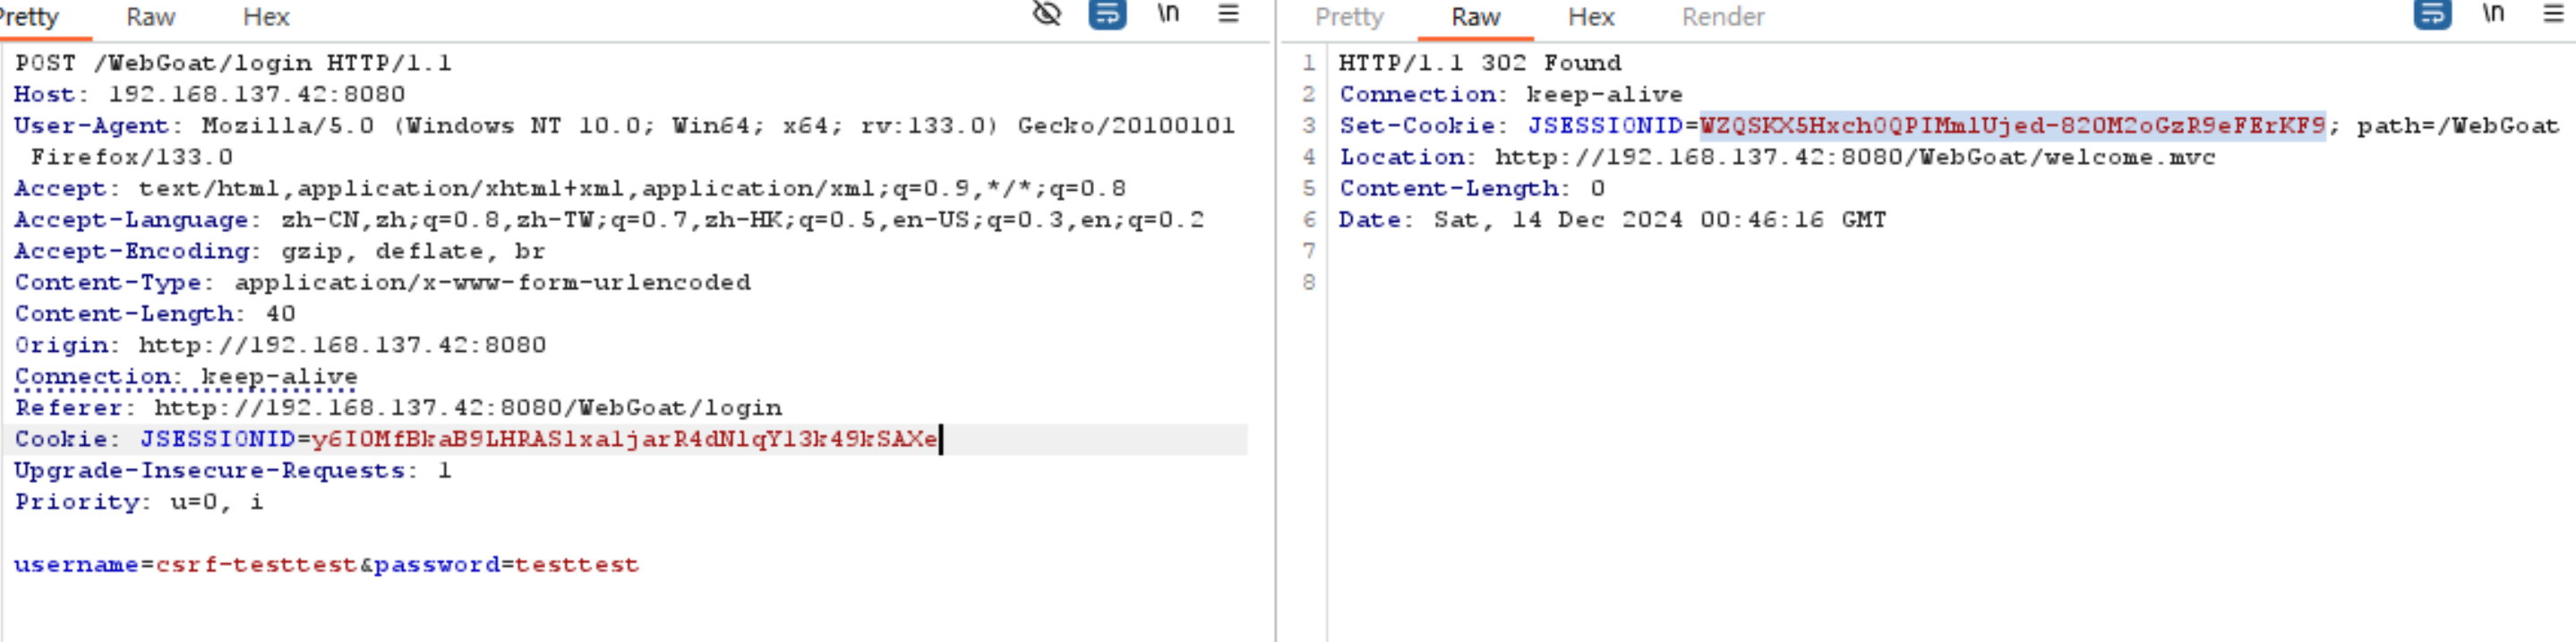 Pretty Raw Hex \n
POST /WebGoat/login HTTP/1.1
Host: 192.168.137.42:8080
User-Agent: Mozilla/5.0 (Windows NT 10.0; Win64; x64; rv:133.0) Gecko/20100101
Firefox/133.0
Accept: text/html,application/xhtml+xml,application/xml;q=0.9,*/*;q=0.8
Accept-Language: zh-CN,zh;q=0.8,zh-TW;q=0.7,zh-HK;q=0.5,en-US;q=0.3,en;q=0.2
Accept-Encoding: gzip, deflate, br
Content-Type: application/x-www-form-urlencoded
Content-Length: 40
Origin: http://192.168.137.42:8080
Connection: keep-alive
Referer: http://192.168.137.42:8080/WebGoat/login
Cookie: JSESSIONID=y6IOMfBkaB9LHRASlxaljarR4dNlqYl3k49kSAXe
Upgrade-Insecure-Requests: 1
Priority: u=0, i
username=csrf-testtest&password=testtest
Pretty Raw Hex Render \n
1 HTTP/1.1 302 Found
2 Connection: keep-alive
3 Set-Cookie: JSESSIONID=WZQSKX5Hxch0QPIMmlUjed-820M2oGzR9eFErKF9; path=/WebGoat
4 Location: http://192.168.137.42:8080/WebGoat/welcome.mvc
5 Content-Length: 0
6 Date: Sat, 14 Dec 2024 00:46:16 GMT
7
8